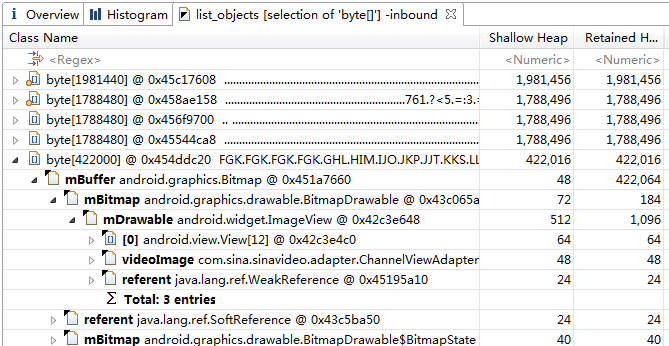 Overview Histogram list_objects [selection of 'byte[]'] -inbound
Class Name Shallow Heap Retained H...
<Regex> <Numeric> <Numeric>
byte[1981440] @ 0x45c17608 .................................................................... 1,981,456 1,981,456
byte[1788480] @ 0x458ae158 ............................................761.?<5.=:3.= 1,788,496 1,788,496
byte[1788480] @ 0x456f9700 .. .................................................................. 1,788,496 1,788,496
byte[1788480] @ 0x45544ca8 .................................................................... 1,788,496 1,788,496
byte[422000] @ 0x454ddc20 FGK.FGK.FGK.FGK.GHL.HIM.IJO.JKP.JJT.KKS.LL 422,016 422,016
mBuffer android.graphics.Bitmap @ 0x451a7660 48 422,064
mBitmap android.graphics.drawable.BitmapDrawable @ 0x43c065a 72 184
mDrawable android.widget.ImageView @ 0x42c3e648 512 1,096
[0] android.view.View[12] @ 0x42c3e4c0 64 64
videoImage com.sina.sinavideo.adapter.ChannelViewAdapter 48 48
referent java.lang.ref.WeakReference @ 0x45195a10 24 24
Σ Total: 3 entries
referent java.lang.ref.SoftReference @ 0x43c5ba50 24 24
mBitmap android.graphics.drawable.BitmapDrawable$BitmapState 40 40